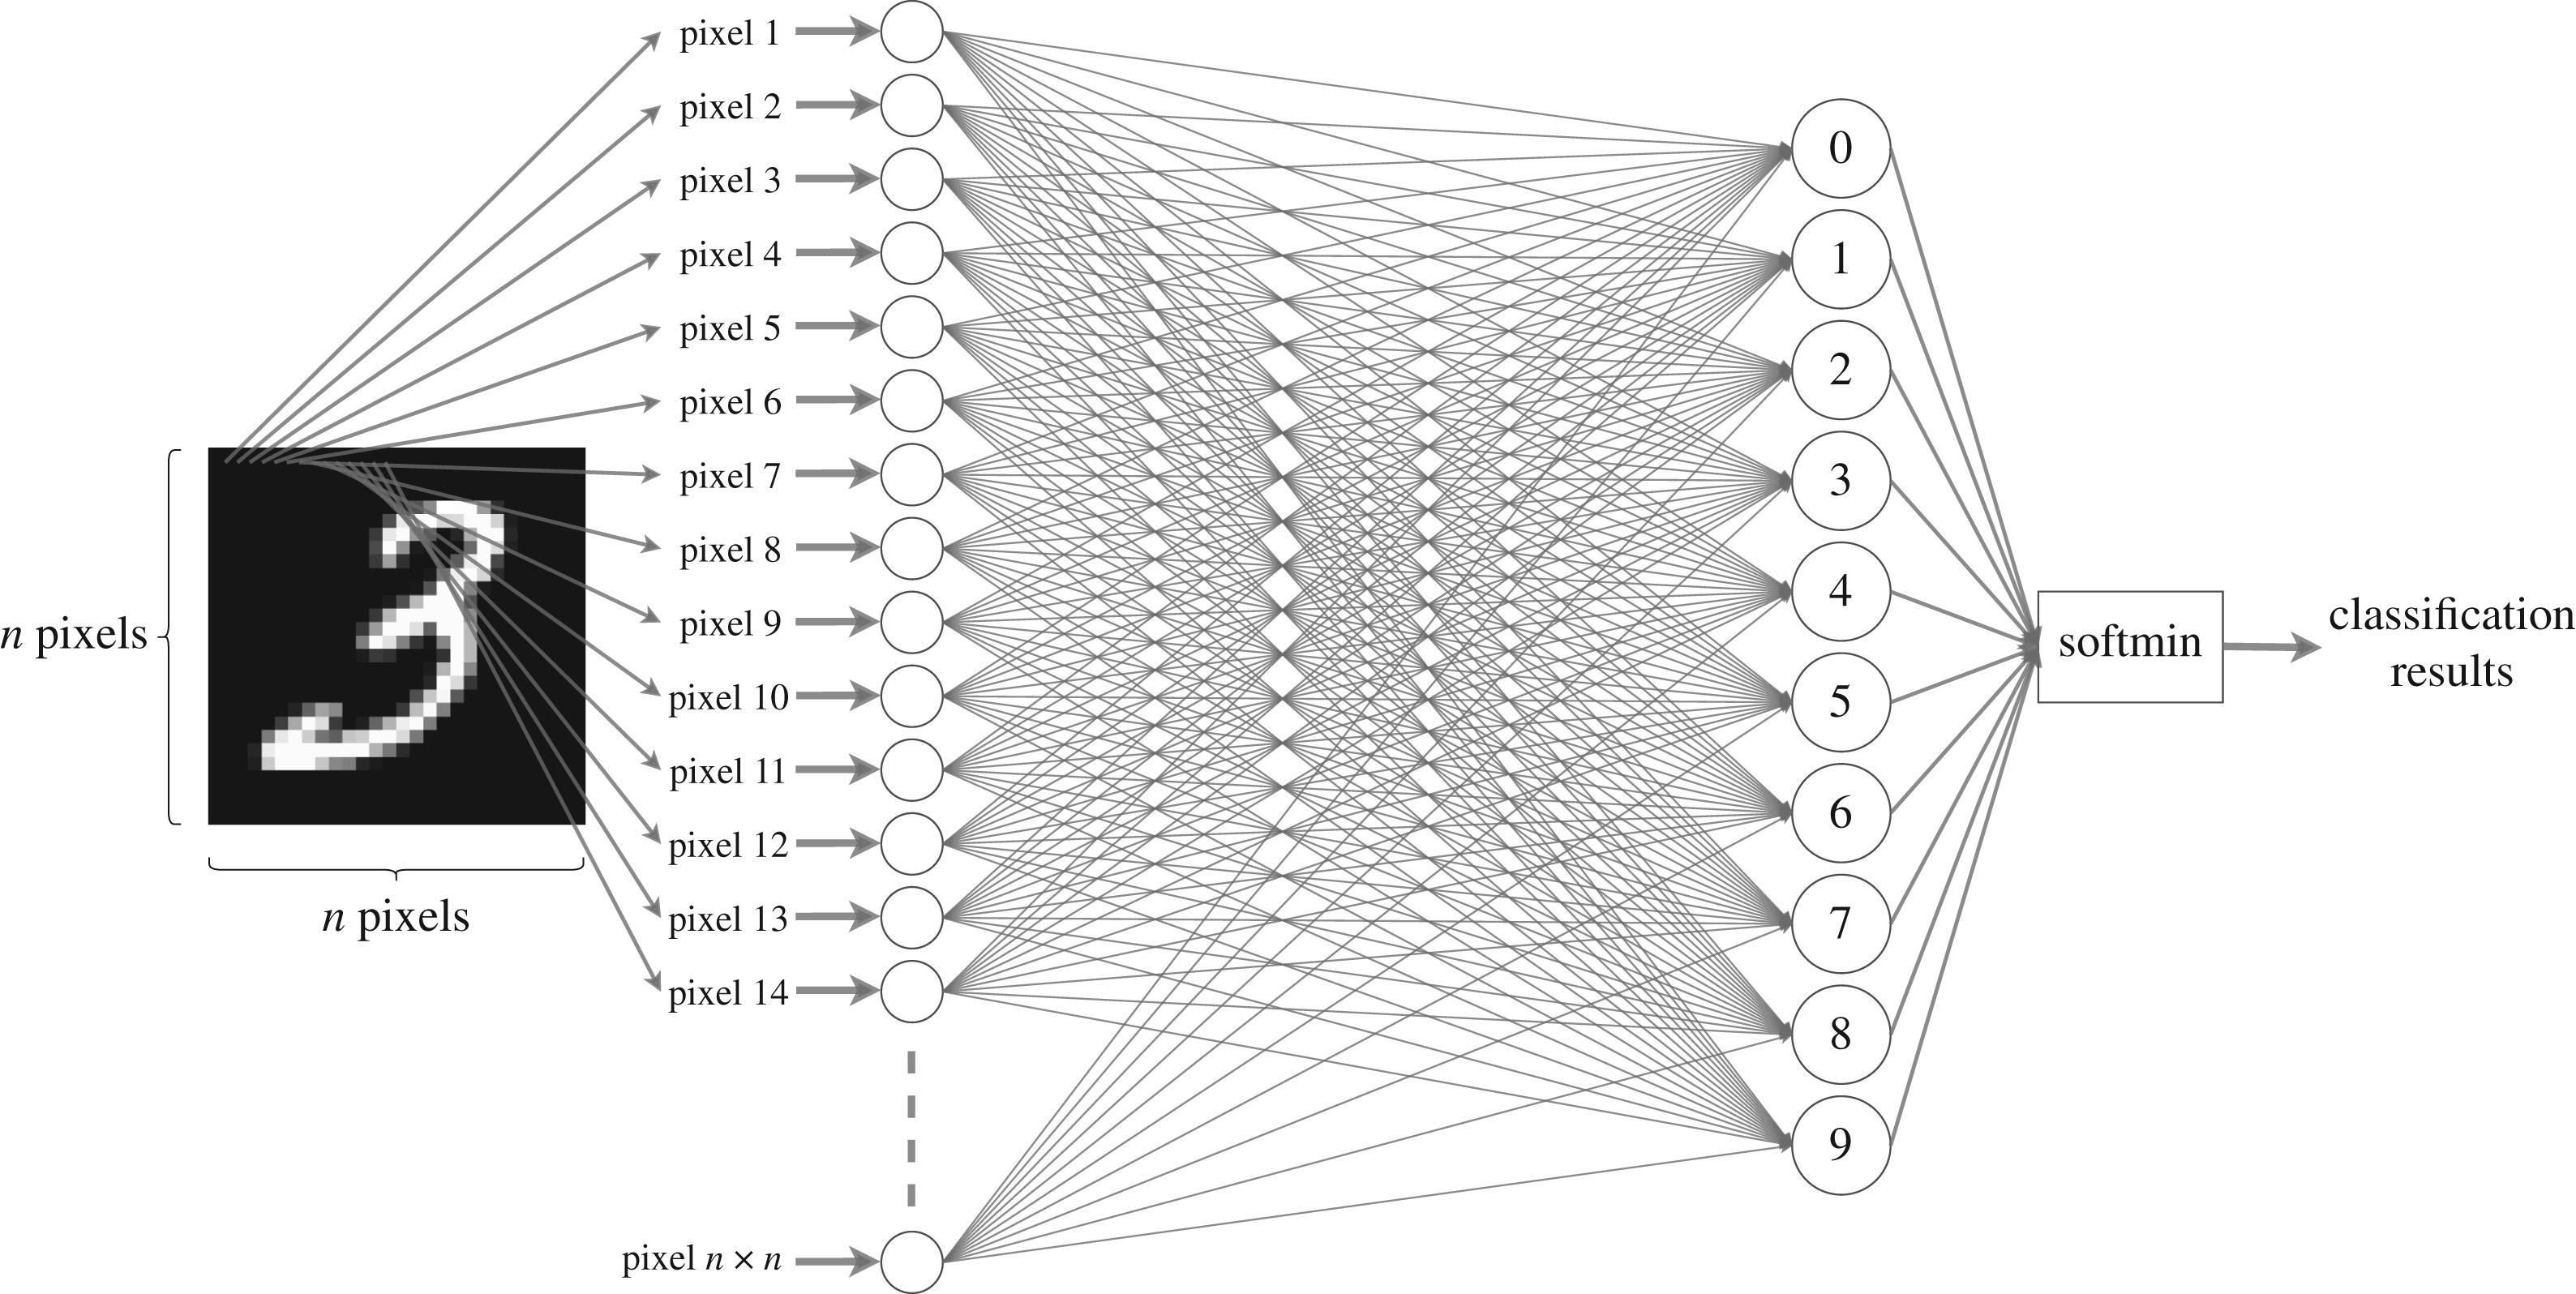 pixel 1
pixel 2
pixel 3
pixel 4
pixel 5
pixel 6
pixel 7
pixel 8
pixel 9
pixel 10
pixel 11
pixel 12
pixel 13
pixel 14
pixel n × n
n pixels
n pixels
0
1
2
3
4
5
6
7
8
9
softmin
classification
results